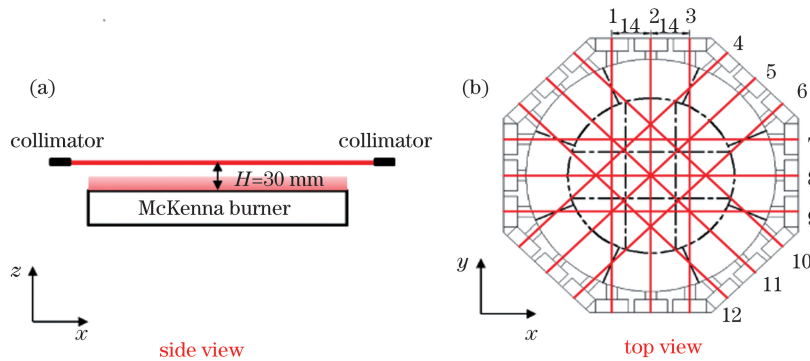 (a)
collimator
collimator
H=30 mm
McKenna burner
z
x
side view
(b)
1
2
3
14
14
4
5
6
7
8
9
10
11
12
y
x
top view